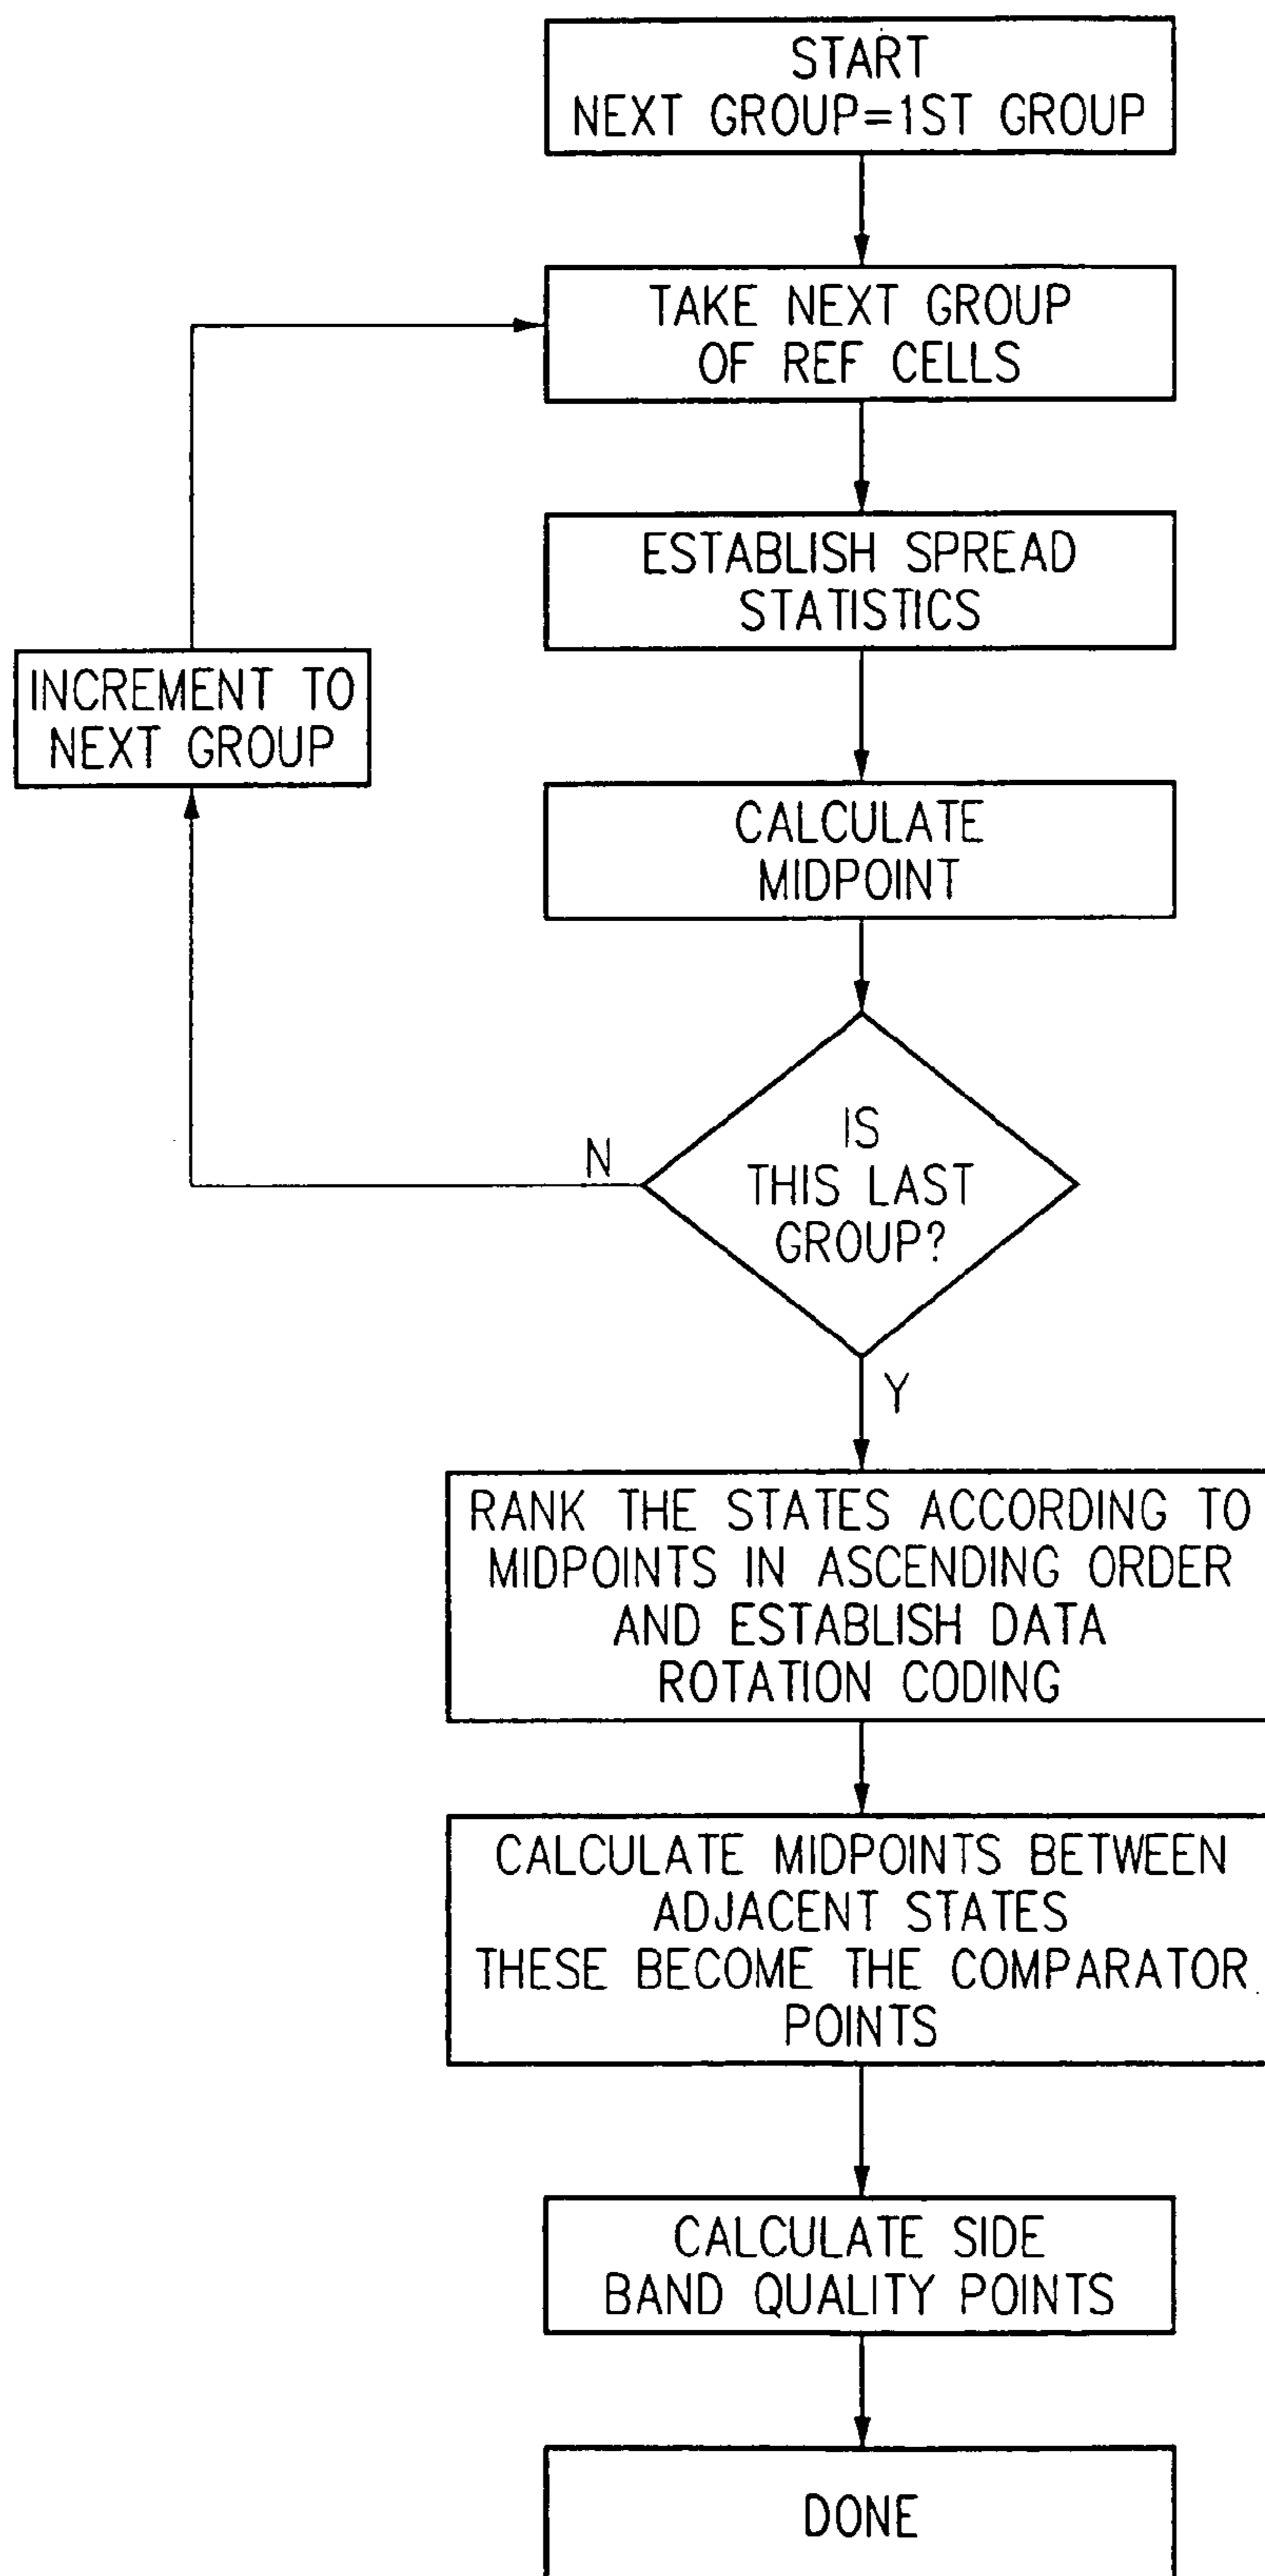 START
NEXT GROUP=1ST GROUP
TAKE NEXT GROUP
OF REF CELLS
ESTABLISH SPREAD
STATISTICS
INCREMENT TO
NEXT GROUP
CALCULATE
MIDPOINT
IS
THIS LAST
GROUP?
N
Y
RANK THE STATES ACCORDING TO
MIDPOINTS IN ASCENDING ORDER
AND ESTABLISH DATA
ROTATION CODING
CALCULATE MIDPOINTS BETWEEN
ADJACENT STATES
THESE BECOME THE COMPARATOR
POINTS
CALCULATE SIDE
BAND QUALITY POINTS
DONE